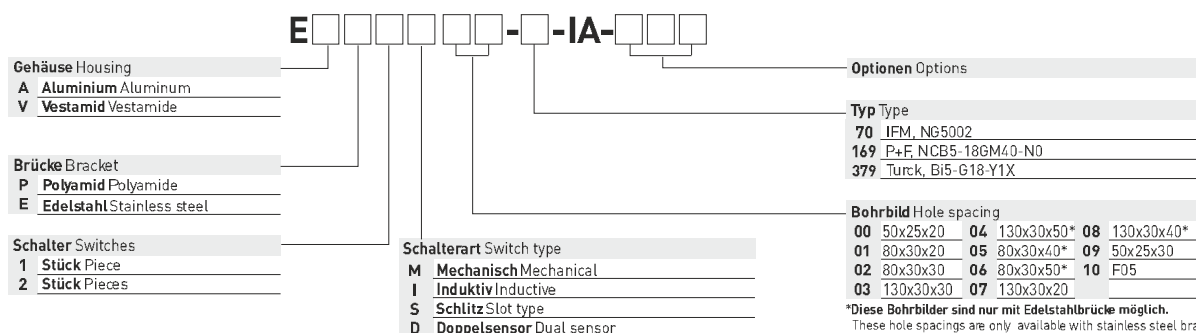 E□□□□ □□-□-IA-□□□
Gehäuse Housing
A Aluminium Aluminum
V Vestamid Vestamide
Brücke Bracket
P Polyamid Polyamide
E Edelstahl Stainless steel
Schalter Switches
1 Stück Piece
2 Stück Pieces
Schalterart Switch type
M Mechanisch Mechanical
I Induktiv Inductive
S Schlitz Slot type
D Doppelsensor Dual sensor
Optionen Options
Typ Type
70 IFM, NG5002
169 P+F, NCB5-18GM40-N0
379 Turck, Bi5-G18-Y1X
Bohrbild Hole spacing
00 50x25x20 04 130x30x50* 08 130x30x40*
01 80x30x20 05 80x30x40* 09 50x25x30
02 80x30x30 06 80x30x50* 10 F05
03 130x30x30 07 130x30x20
*Diese Bohrbilder sind nur mit Edelstahlbrücke möglich.
These hole spacings are only available with stainless steel